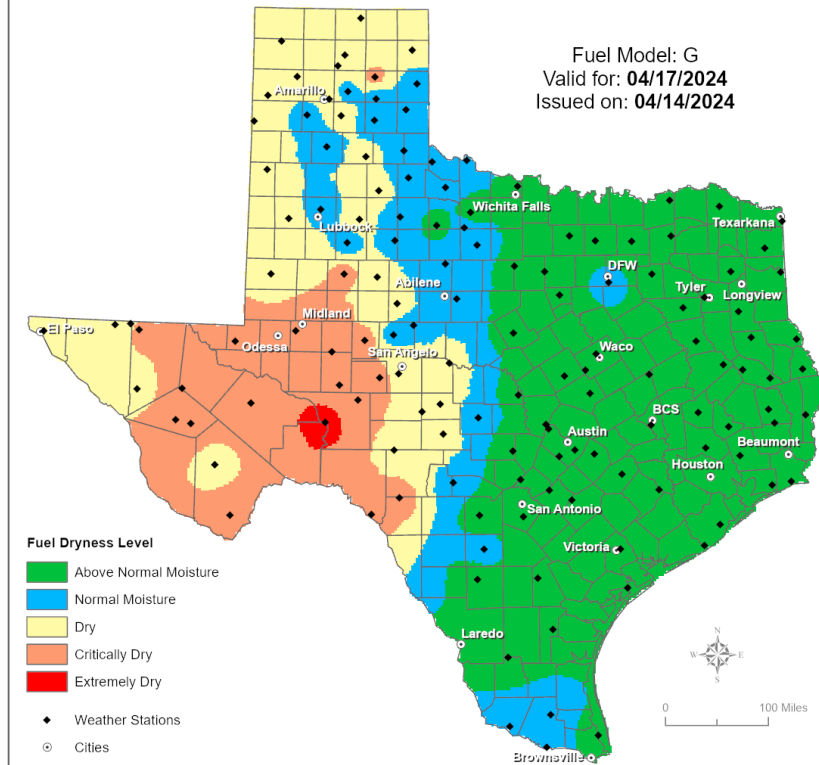 Fuel Model: G
Valid for: 04/17/2024
Issued on: 04/14/2024
Amarillo
Wichita Falls
Texarkana
Lubbock
DFW
Abilene
Tyler
Longview
Midland
El Paso
Odessa
San Angelo
Waco
BCS
Austin
Beaumont
Houston
San Antonio
Victoria
Fuel Dryness Level
Above Normal Moisture
Normal Moisture
Dry
Laredo
Critically Dry
N
W E
S
Extremely Dry
0 100 Miles
Weather Stations
Cities
Brownsville